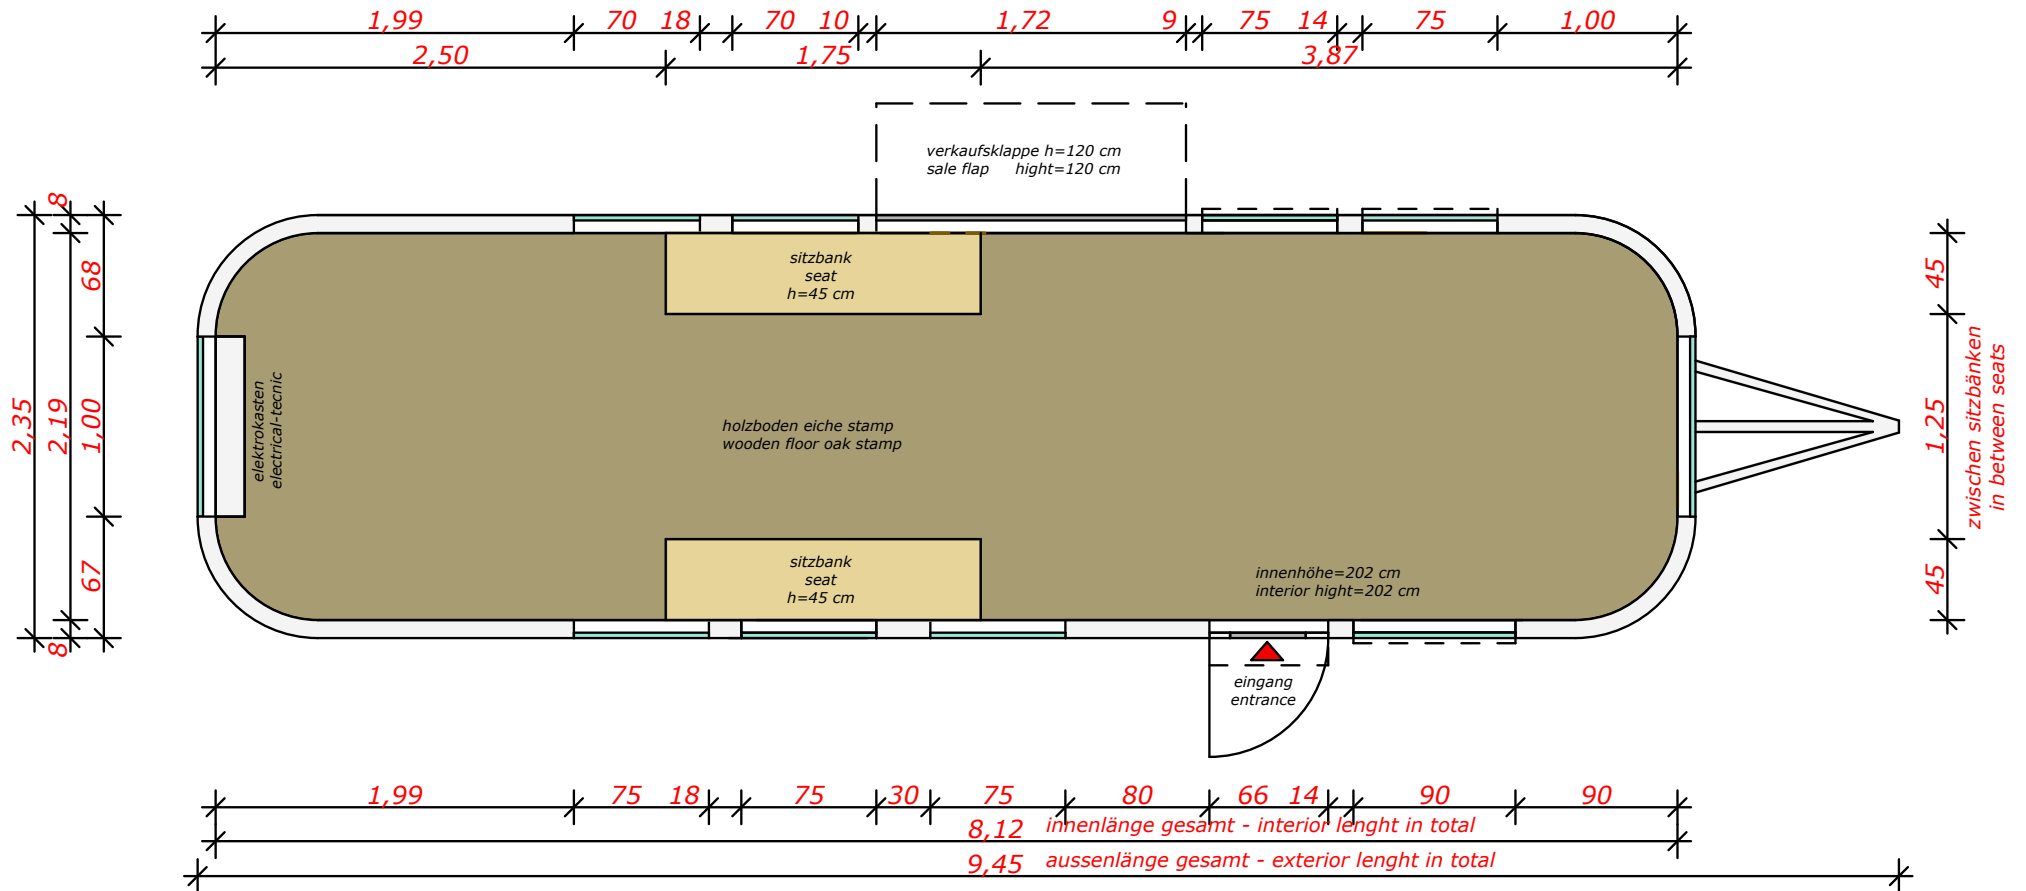 1,99 70 18 70 10 1,72 9 75 14 75 1,00
2,50 1,75 3,87
verkaufsklappe h=120 cm
sale flap hight=120 cm
8
68
2,35
2,19
1,00
67
8
sitzbank
seat
h=45 cm
elektrokasten
electrical-tecnic
holzboden eiche stamp
wooden floor oak stamp
sitzbank
seat
h=45 cm
innenhöhe=202 cm
interior hight=202 cm
eingang
entrance
45
1,25
45
zwischen sitzbänken
in between seats
1,99 75 18 75 30 75 80 66 14 90 90
8,12 innenlänge gesamt - interior lenght in total
9,45 aussenlänge gesamt - exterior lenght in total